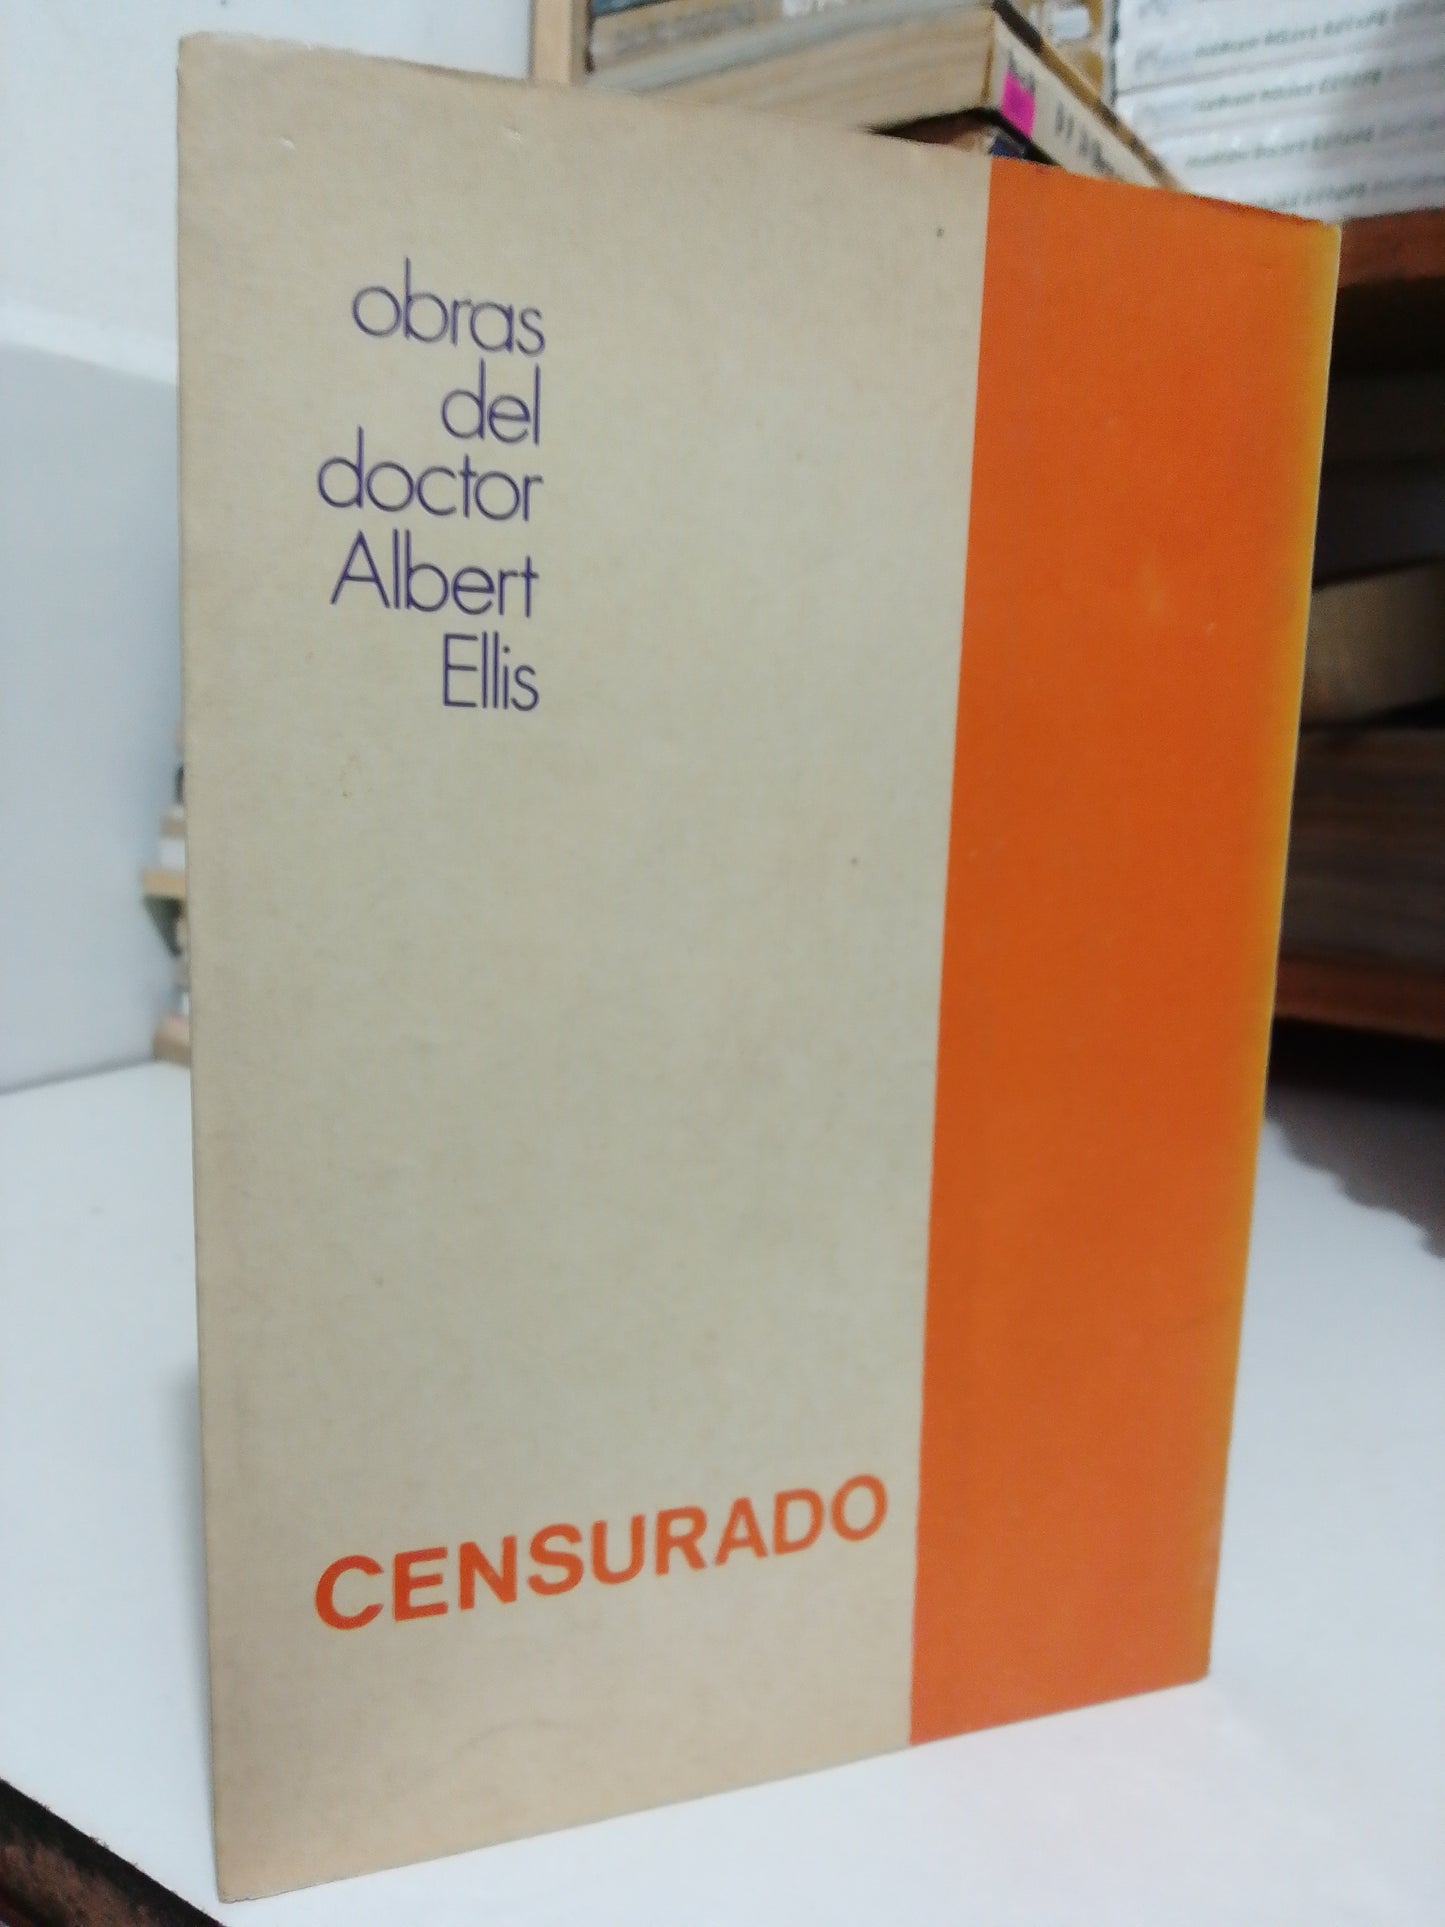 obras
del
doctor
Albert
Ellis
CENSURADO